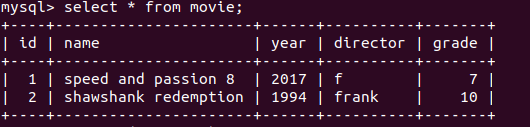 mysql> select * from movie;
+----+----------------------+------+----------+-------+
| id | name                 | year | director | grade |
+----+----------------------+------+----------+-------+
|  1 | speed and passion 8  | 2017 | f        |     7 |
|  2 | shawshank redemption | 1994 | frank    |    10 |
+----+----------------------+------+----------+-------+